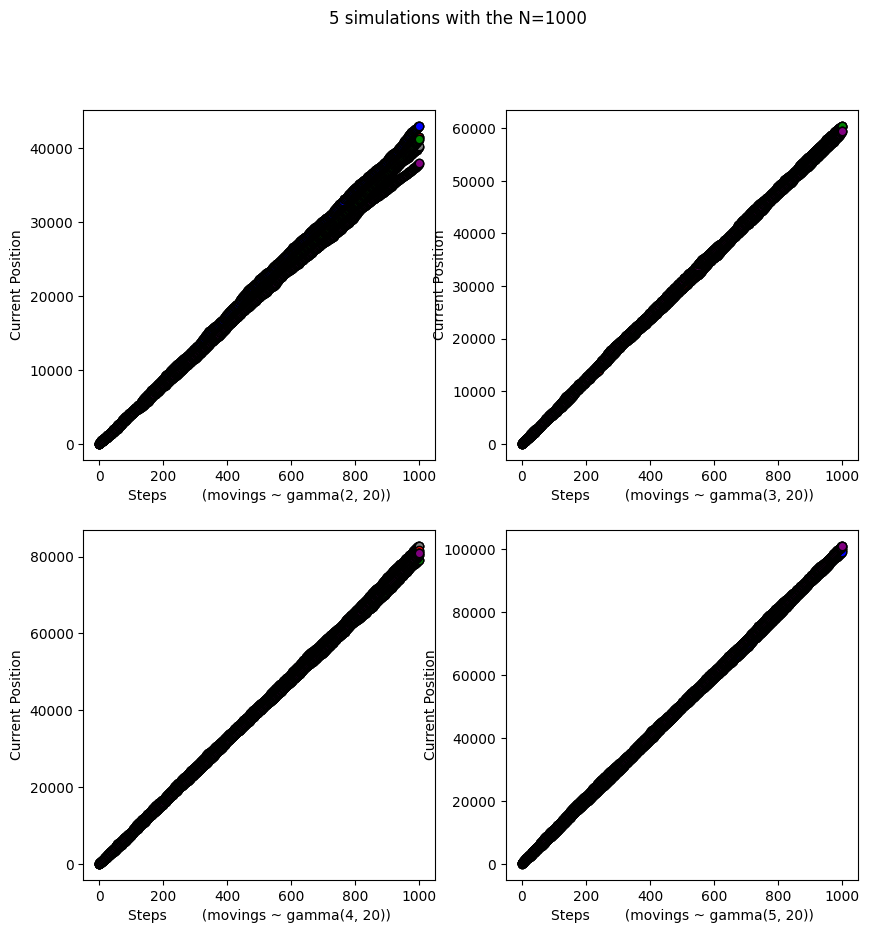 5 simulations with the N=1000
Current Position
40000
30000
20000
10000
0
0 200 400 600 800 1000
Steps (movings ~ gamma(2, 20))
Current Position
60000
50000
40000
30000
20000
10000
0
0 200 400 600 800 1000
Steps (movings ~ gamma(3, 20))
Current Position
80000
60000
40000
20000
0
0 200 400 600 800 1000
Steps (movings ~ gamma(4, 20))
Current Position
100000
80000
60000
40000
20000
0
0 200 400 600 800 1000
Steps (movings ~ gamma(5, 20))